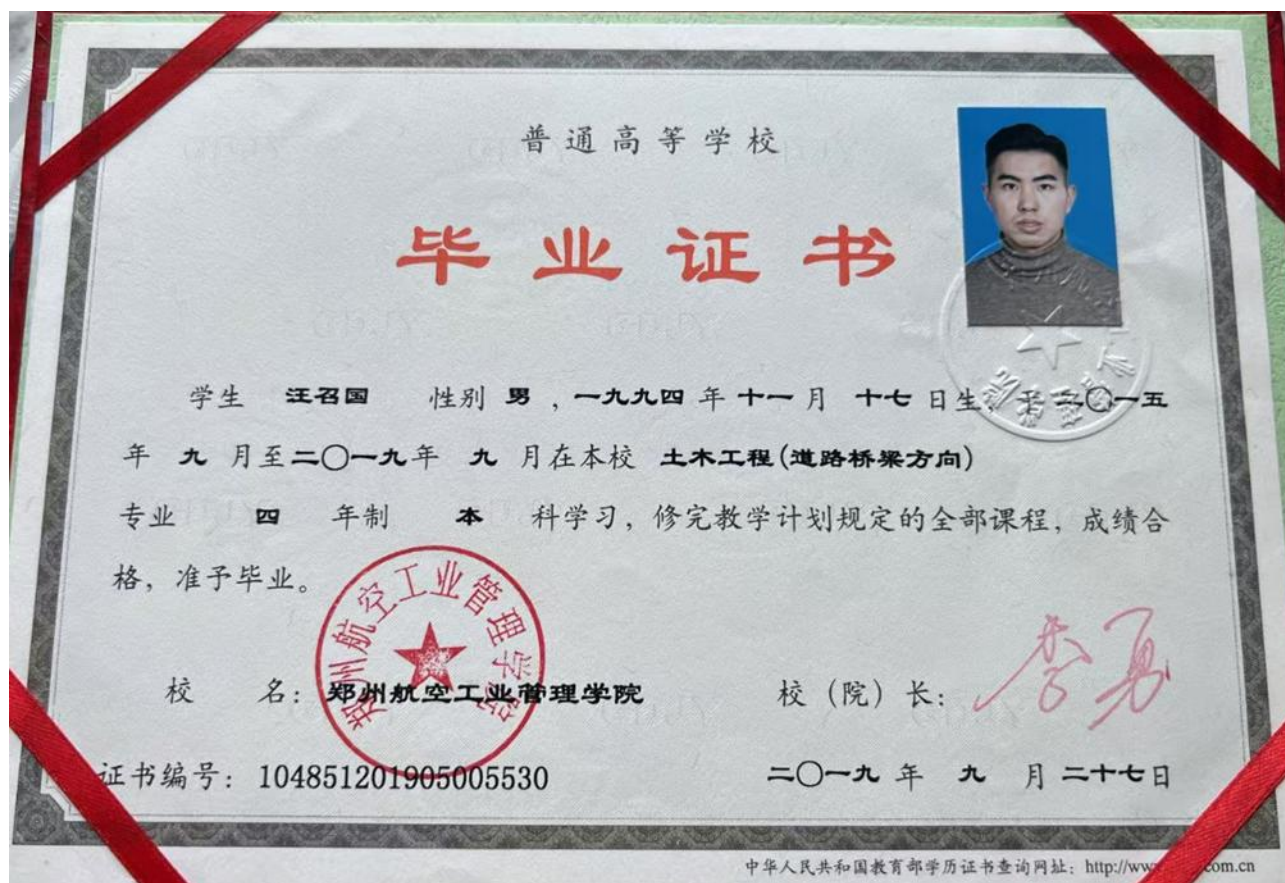 普通高等学校
毕业证书
学生 汪召国 性别 男 ，一九九四 年 十一 月 十七 日生，于 二〇一五
年 九 月至 二〇一九 年 九 月在本校 土木工程(道路桥梁方向)
专业 四 年制 本 科学习，修完教学计划规定的全部课程，成绩合
格，准予毕业。
郑州航空工业管理学院
校 名：郑州航空工业管理学院 校（院）长：李勇
证书编号：104851201905005530 二〇一九 年 九 月 二十七日
中华人民共和国教育部学历证书查询网址：http://www
com.cn